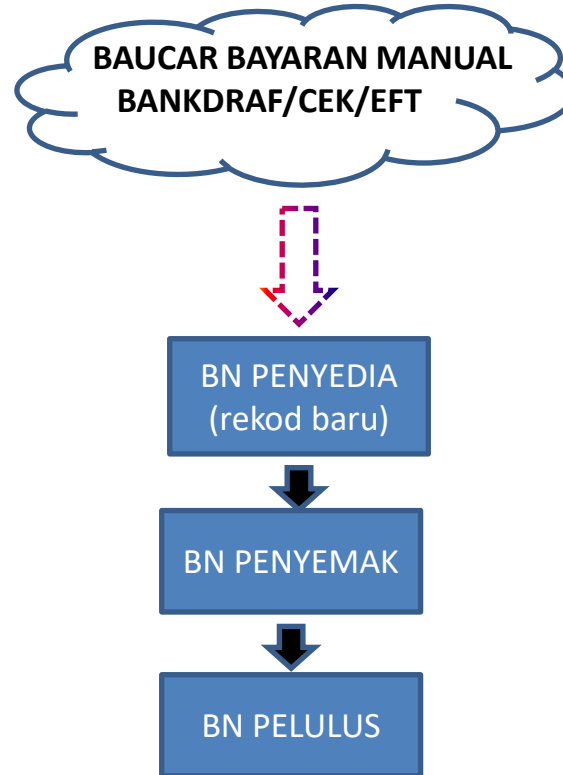 BAUCAR BAYARAN MANUAL
BANKDRAF/CEK/EFT
BN PENYEDIA
(rekod baru)
BN PENYEMAK
BN PELULUS